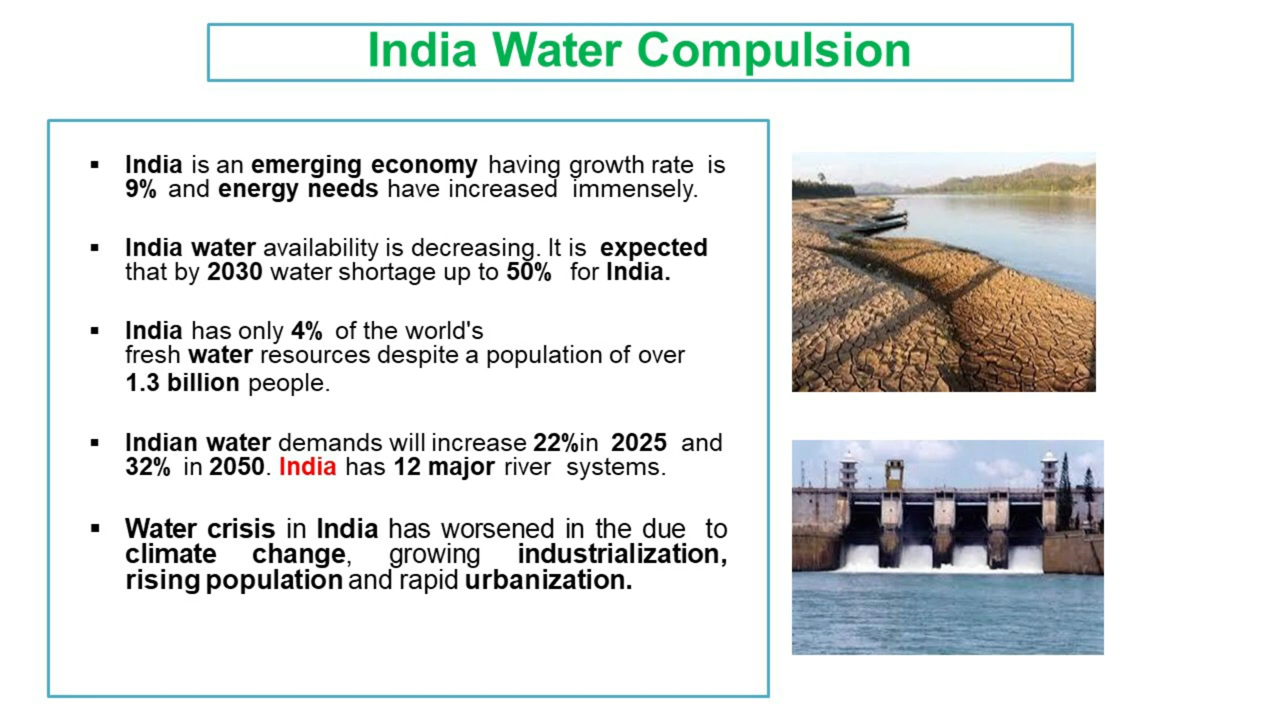 India Water Compulsion
▪ India is an emerging economy having growth rate is
9% and energy needs have increased immensely.
▪ India water availability is decreasing. It is expected
that by 2030 water shortage up to 50% for India.
▪ India has only 4% of the world's
fresh water resources despite a population of over
1.3 billion people.
▪ Indian water demands will increase 22%in 2025 and
32% in 2050. India has 12 major river systems.
▪ Water crisis in India has worsened in the due to
climate change, growing industrialization,
rising population and rapid urbanization.